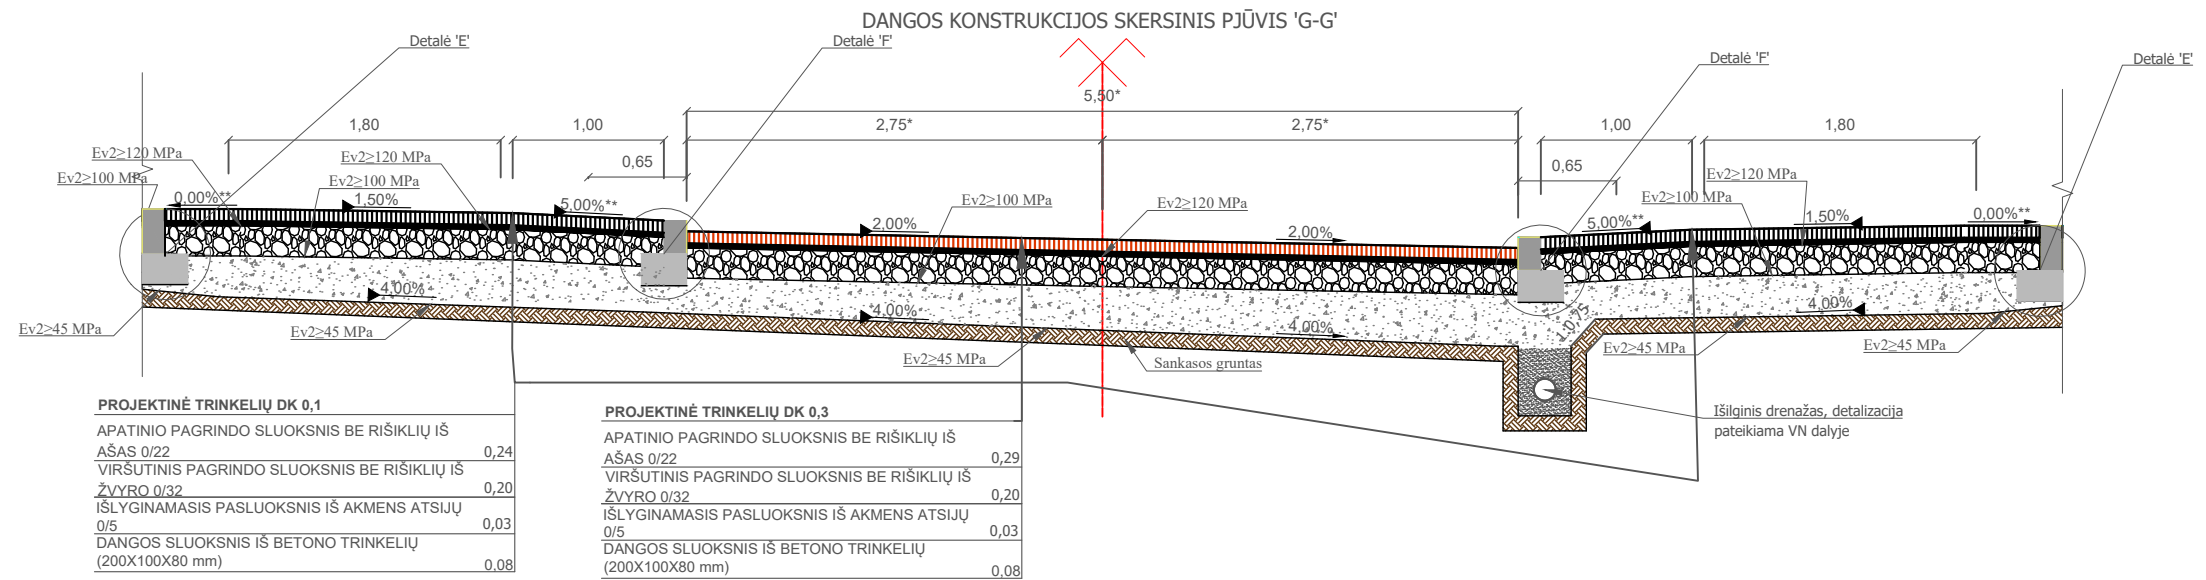 DANGOS KONSTRUKCIJOS SKERSINIS PJŪVIS 'G-G'
Detalė 'E'
Detalė 'F'
Detalė 'F'
Detalė 'E'
5,50*
1,80
1,00
2,75*
2,75*
1,00
1,80
0,65
0,65
Ev2≥120 MPa
Ev2≥100 MPa
Ev2≥120 MPa
Ev2≥100 MPa
0,00%**
1,50%
5,00%**
2,00%
Ev2≥100 MPa
Ev2≥120 MPa
2,00%
5,00%**
Ev2≥100 MPa
Ev2≥120 MPa
1,50%
0,00%**
4,00%
4,00%
4,00%
4,00%
1:0,75
Ev2≥45 MPa
Ev2≥45 MPa
Ev2≥45 MPa
Sankasos gruntas
Ev2≥45 MPa
Ev2≥45 MPa
Išilginis drenažas, detalizacija
pateikiama VN dalyje
PROJEKTINĖ TRINKELIŲ DK 0,1
APATINIO PAGRINDO SLUOKSNIS BE RIŠIKLIŲ IŠ
AŠAS 0/22 0,24
VIRŠUTINIS PAGRINDO SLUOKSNIS BE RIŠIKLIŲ IŠ
ŽVYRO 0/32 0,20
IŠLYGINAMASIS PASLUOKSNIS IŠ AKMENS ATSIJŲ
0/5 0,03
DANGOS SLUOKSNIS IŠ BETONO TRINKELIŲ
(200X100X80 mm) 0,08
PROJEKTINĖ TRINKELIŲ DK 0,3
APATINIO PAGRINDO SLUOKSNIS BE RIŠIKLIŲ IŠ
AŠAS 0/22 0,29
VIRŠUTINIS PAGRINDO SLUOKSNIS BE RIŠIKLIŲ IŠ
ŽVYRO 0/32 0,20
IŠLYGINAMASIS PASLUOKSNIS IŠ AKMENS ATSIJŲ
0/5 0,03
DANGOS SLUOKSNIS IŠ BETONO TRINKELIŲ
(200X100X80 mm) 0,08